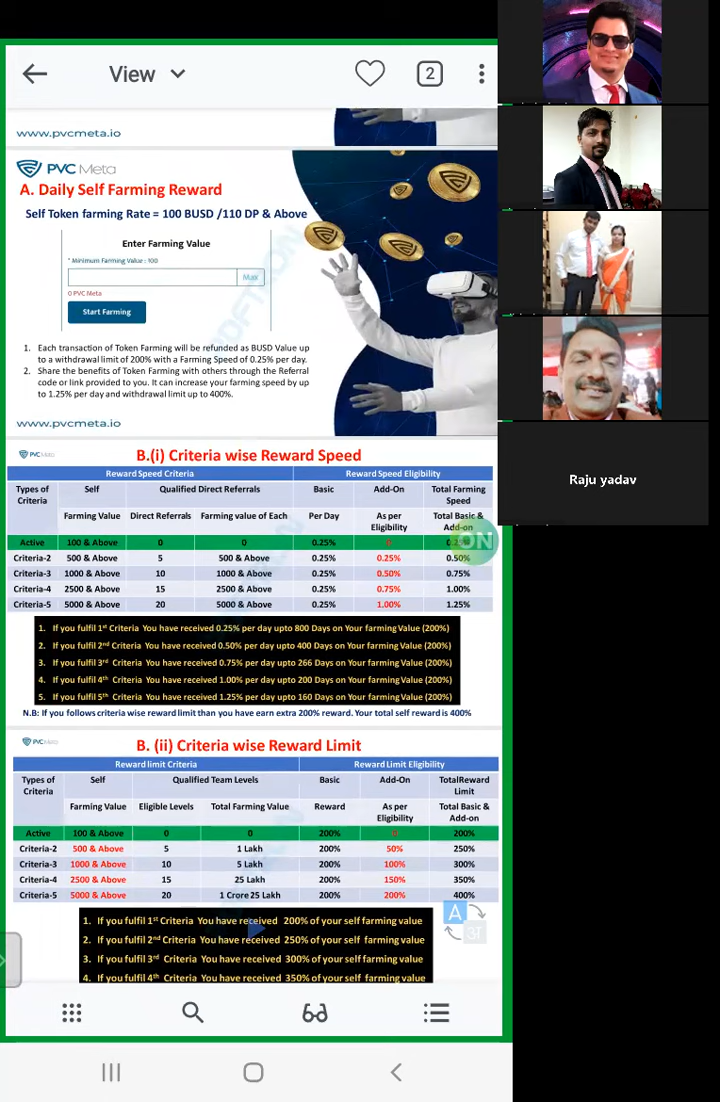 View
2
www.pvcmeta.io
PVC Meta
A. Daily Self Farming Reward
Self Token farming Rate = 100 BUSD /110 DP & Above
Enter Farming Value
* Minimum Farming Value : 100
Max
0 PVC Meta
Start Farming
1. Each transaction of Token Farming will be refunded as BUSD Value up
to a withdrawal limit of 200% with a Farming Speed of 0.25% per day.
2. Share the benefits of Token Farming with others through the Referral
code or link provided to you. It can increase your farming speed by up
to 1.25% per day and withdrawal limit up to 400%.
www.pvcmeta.io
PVC Meta
B.(i) Criteria wise Reward Speed
Reward Speed Criteria Reward Speed Eligibility
Types of Criteria Self Qualified Direct Referrals Basic Add-On Total Farming Speed
Farming Value Direct Referrals Farming value of Each Per Day As per Eligibility Total Basic & Add-on
Active 100 & Above 0 0 0.25% 0 0.25%
Criteria-2 500 & Above 5 500 & Above 0.25% 0.25% 0.50%
Criteria-3 1000 & Above 10 1000 & Above 0.25% 0.50% 0.75%
Criteria-4 2500 & Above 15 2500 & Above 0.25% 0.75% 1.00%
Criteria-5 5000 & Above 20 5000 & Above 0.25% 1.00% 1.25%
ON
1. If you fulfil 1st Criteria You have received 0.25% per day upto 800 Days on Your farming Value (200%)
2. If you fulfil 2nd Criteria You have received 0.50% per day upto 400 Days on Your farming Value (200%)
3. If you fulfil 3rd Criteria You have received 0.75% per day upto 266 Days on Your farming Value (200%)
4. If you fulfil 4th Criteria You have received 1.00% per day upto 200 Days on Your farming Value (200%)
5. If you fulfil 5th Criteria You have received 1.25% per day upto 160 Days on Your farming Value (200%)
N.B: If you follows criteria wise reward limit than you have earn extra 200% reward. Your total self reward is 400%
PVC Meta
B. (ii) Criteria wise Reward Limit
Reward limit Criteria Reward Limit Eligibility
Types of Criteria Self Qualified Team Levels Basic Add-On TotalReward Limit
Farming Value Eligible Levels Total Farming Value Reward As per Eligibility Total Basic & Add-on
Active 100 & Above 0 0 200% 0 200%
Criteria-2 500 & Above 5 1 Lakh 200% 50% 250%
Criteria-3 1000 & Above 10 5 Lakh 200% 100% 300%
Criteria-4 2500 & Above 15 25 Lakh 200% 150% 350%
Criteria-5 5000 & Above 20 1 Crore 25 Lakh 200% 200% 400%
A
अ
1. If you fulfil 1st Criteria You have received 200% of your self farming value
2. If you fulfil 2nd Criteria You have received 250% of your self farming value
3. If you fulfil 3rd Criteria You have received 300% of your self farming value
4. If you fulfil 4th Criteria You have received 350% of your self farming value
Raju yadav